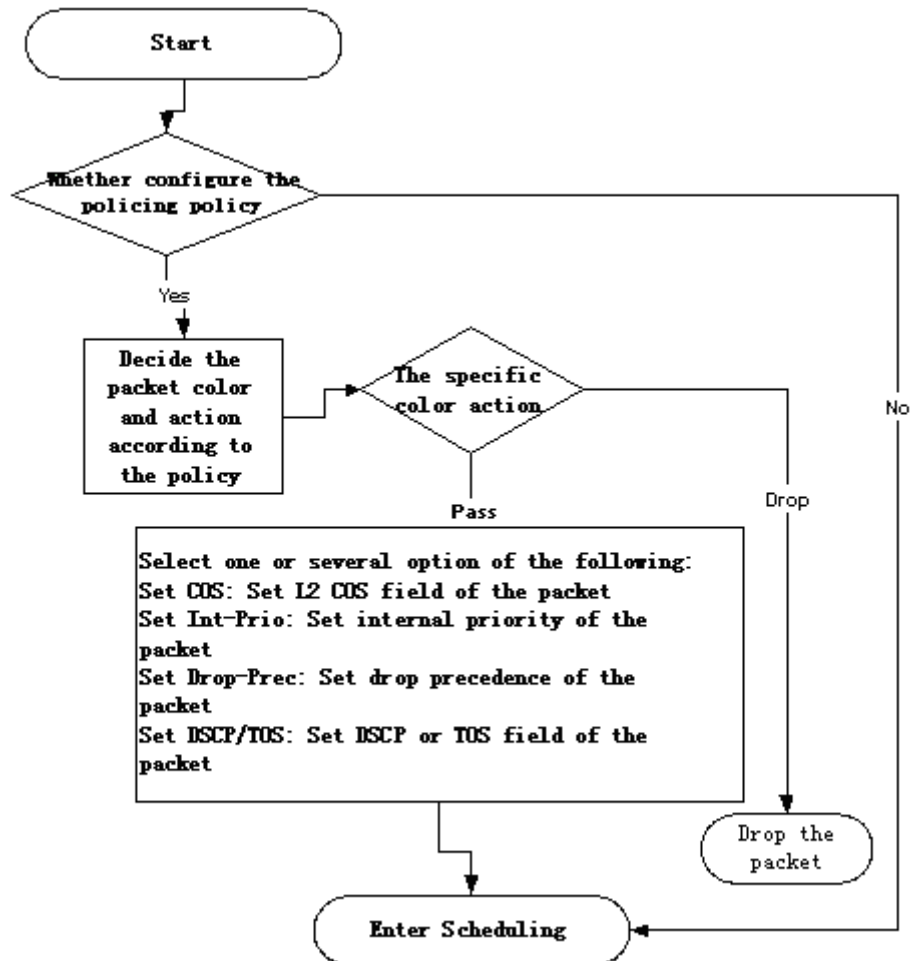 Start
Whether configure the
policing policy
Yes
Decide the
packet color
and action
according to
the policy
The specific
color action
No
Drop
Pass
Select one or several option of the following:
Set COS: Set L2 COS field of the packet
Set Int-Prio: Set internal priority of the
packet
Set Drop-Prec: Set drop precedence of the
packet
Set DSCP/TOS: Set DSCP or TOS field of the
packet
Drop the
packet
Enter Scheduling